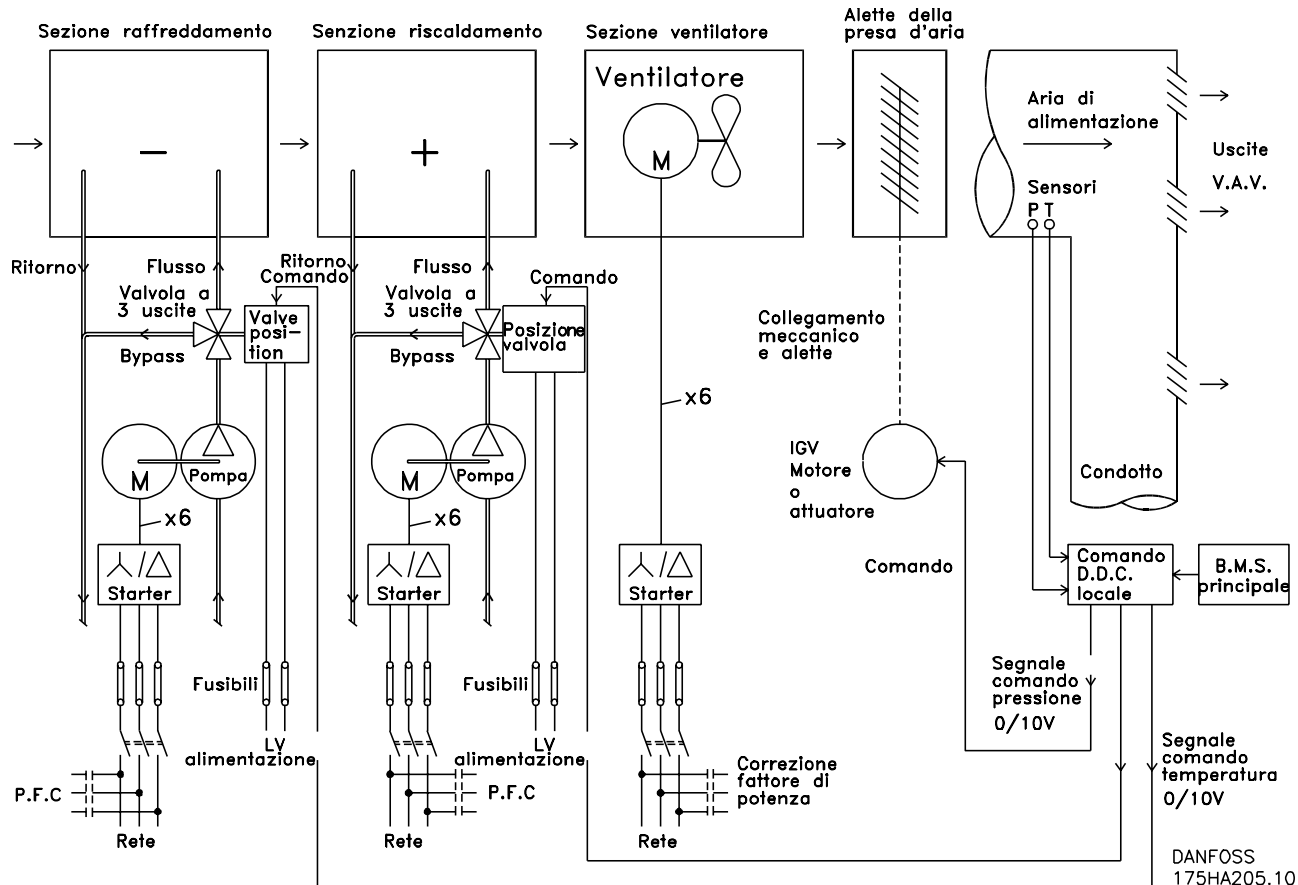 Sezione raffreddamento
Senzione riscaldamento
Sezione ventilatore
Alette della
presa d'aria
Ventilatore
M
−
+
Aria di
alimentazione
Uscite
V.A.V.
Sensori
P T
Ritorno
Flusso
Ritorno
Comando
Flusso
Comando
Valvola a
3 uscite
Valve
posi-
tion
Bypass
Valvola a
3 uscite
Posizione
valvola
Bypass
Collegamento
meccanico
e alette
x6
M
Pompa
M
Pompa
IGV
Motore
o
attuatore
Condotto
x6
x6
/
Starter
/
Starter
/
Starter
Comando
Comando
D.D.C.
locale
B.M.S.
principale
Fusibili
Fusibili
Segnale
comando
pressione
0/10V
LV
alimentazione
LV
alimentazione
Segnale
comando
temperatura
0/10V
P.F.C
P.F.C
Correzione
fattore di
potenza
Rete
Rete
Rete
DANFOSS
175HA205.10